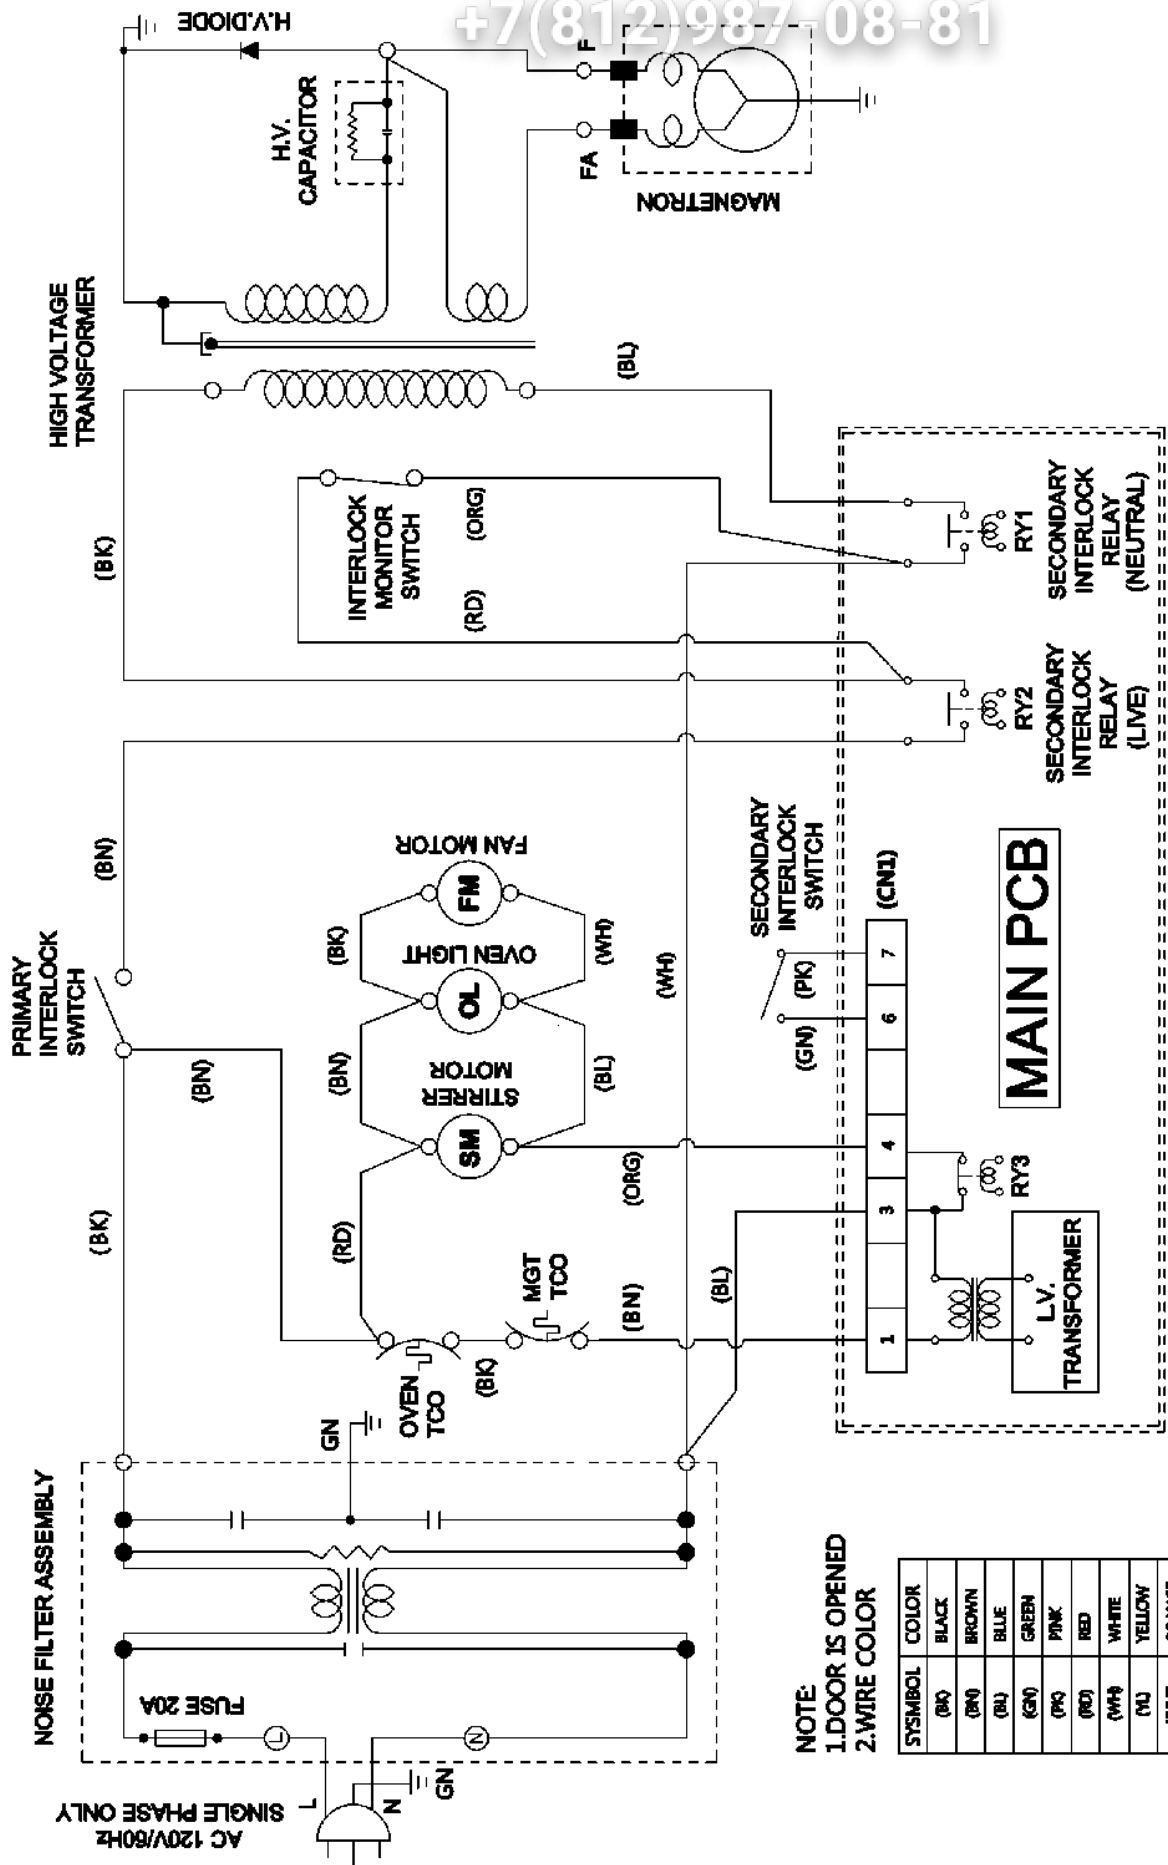 +7(812)987-08-81
H.V.DIODE
H.V.
CAPACITOR
F
FA
MAGNETRON
HIGH VOLTAGE
TRANSFORMER
(BL)
(BK)
INTERLOCK
MONITOR
SWITCH
(ORG)
(RD)
RY1
SECONDARY
INTERLOCK
RELAY
(NEUTRAL)
RY2
SECONDARY
INTERLOCK
RELAY
(LIVE)
PRIMARY
INTERLOCK
SWITCH
(BN)
(BN)
(BK)
FAN MOTOR
FM
(BK)
(WH)
OVEN LIGHT
OL
(BN)
(BL)
STIRRER
MOTOR
SM
(RD)
(ORG)
(WH)
SECONDARY
INTERLOCK
SWITCH
(PK)
(GN)
(CN1)
7
6
4
3
1
MAIN PCB
RY3
L.V.
TRANSFORMER
MGT
TCO
(BN)
(BL)
OVEN
TCO
(BK)
GN
NOISE FILTER ASSEMBLY
FUSE 20A
L
N
L
N
GN
AC 120V/60Hz
SINGLE PHASE ONLY
NOTE:
1.DOOR IS OPENED
2.WIRE COLOR
SYSMBOL COLOR
(BK) BLACK
(BN) BROWN
(BL) BLUE
(GN) GREEN
(PK) PINK
(RD) RED
(WH) WHITE
(YL) YELLOW